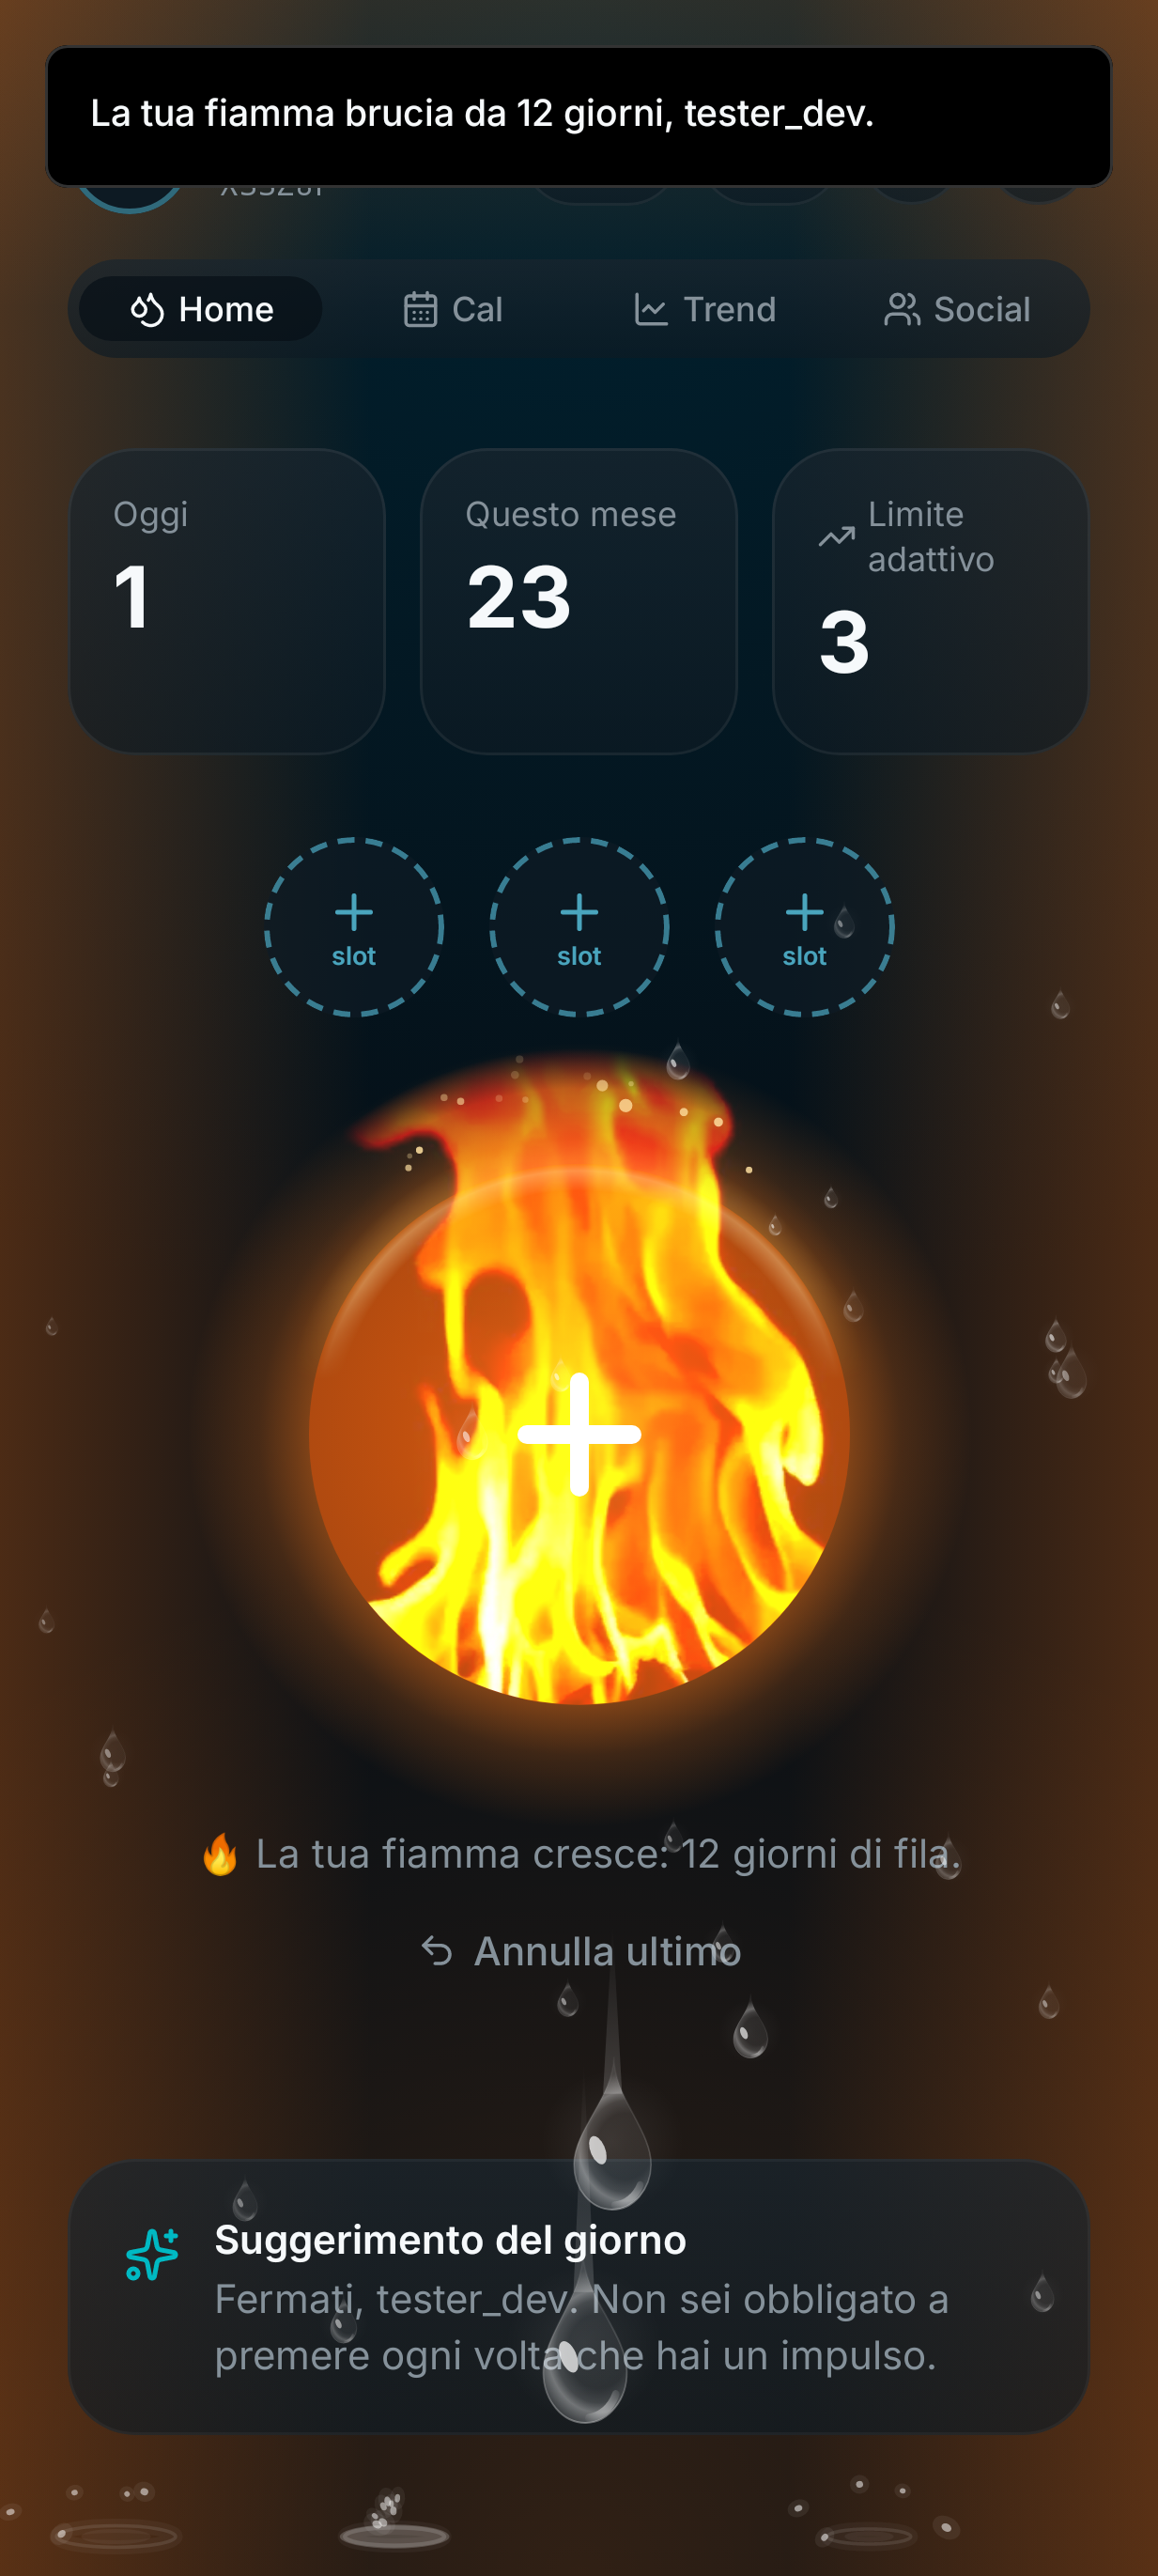 La tua fiamma brucia da 12 giorni, tester_dev.
Home
Cal
Trend
Social
Oggi
1
Questo mese
23
Limite
adattivo
3
slot
slot
slot
🔥 La tua fiamma cresce: 12 giorni di fila.
Annulla ultimo
Suggerimento del giorno
Fermati, tester_dev. Non sei obbligato a
premere ogni volta che hai un impulso.